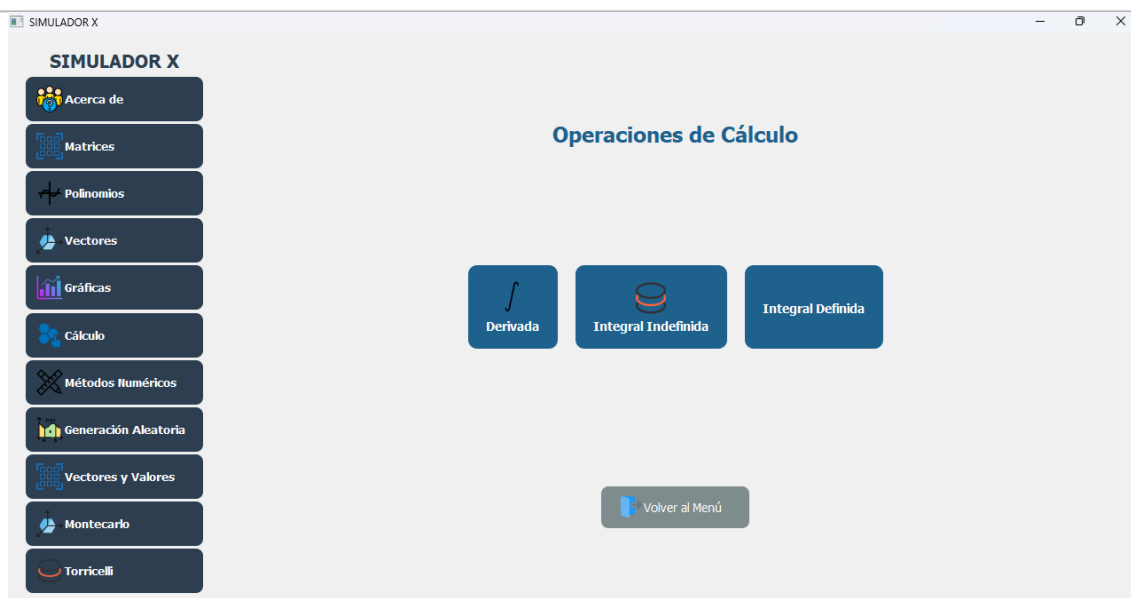 SIMULADOR X
SIMULADOR X
Acerca de
Matrices
Polinomios
Vectores
Gráficas
Cálculo
Métodos Numéricos
Generación Aleatoria
Vectores y Valores
Montecarlo
Torricelli
Operaciones de Cálculo
Derivada
Integral Indefinida
Integral Definida
Volver al Menú